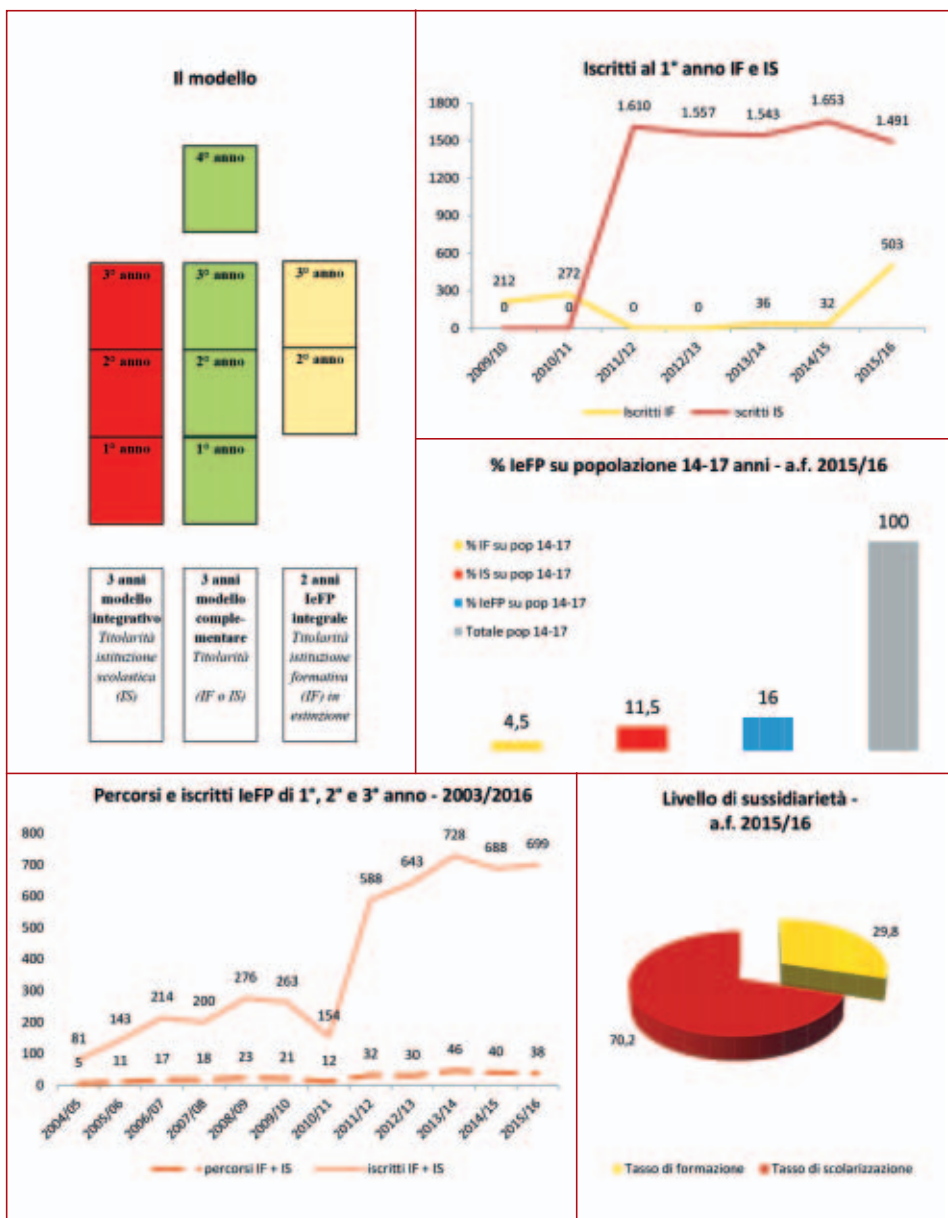 Il modello
4° anno
3° anno
3° anno
3° anno
2° anno
2° anno
2° anno
1° anno
1° anno
3 anni
modello
integrativo
Titolarità
istituzione
scolastica
(IS)
3 anni
modello
comple-
mentare
Titolarità
(IF o IS)
2 anni
IeFP
integrale
Titolarità
istituzione
formativa
(IF) in
estinzione
Iscritti al 1° anno IF e IS
1800
1500
1200
900
600
300
0
1.610
1.557
1.543
1.653
1.491
212
272
0
0
36
32
503
0
0
2009/10
2010/11
2011/12
2012/13
2013/14
2014/15
2015/16
Iscritti IF
scritti IS
% IeFP su popolazione 14-17 anni - a.f. 2015/16
% IF su pop 14-17
% IS su pop 14-17
% IeFP su pop 14-17
Totale pop 14-17
4,5
11,5
16
100
Percorsi e iscritti IeFP di 1°, 2° e 3° anno - 2003/2016
800
700
600
500
400
300
200
100
0
81
143
214
200
276
263
154
588
643
728
688
699
5
11
17
18
23
21
12
32
30
46
40
38
2004/05
2005/06
2006/07
2007/08
2008/09
2009/10
2010/11
2011/12
2012/13
2013/14
2014/15
2015/16
percorsi IF + IS
iscritti IF + IS
Livello di sussidiarietà -
a.f. 2015/16
29,8
70,2
Tasso di formazione
Tasso di scolarizzazione